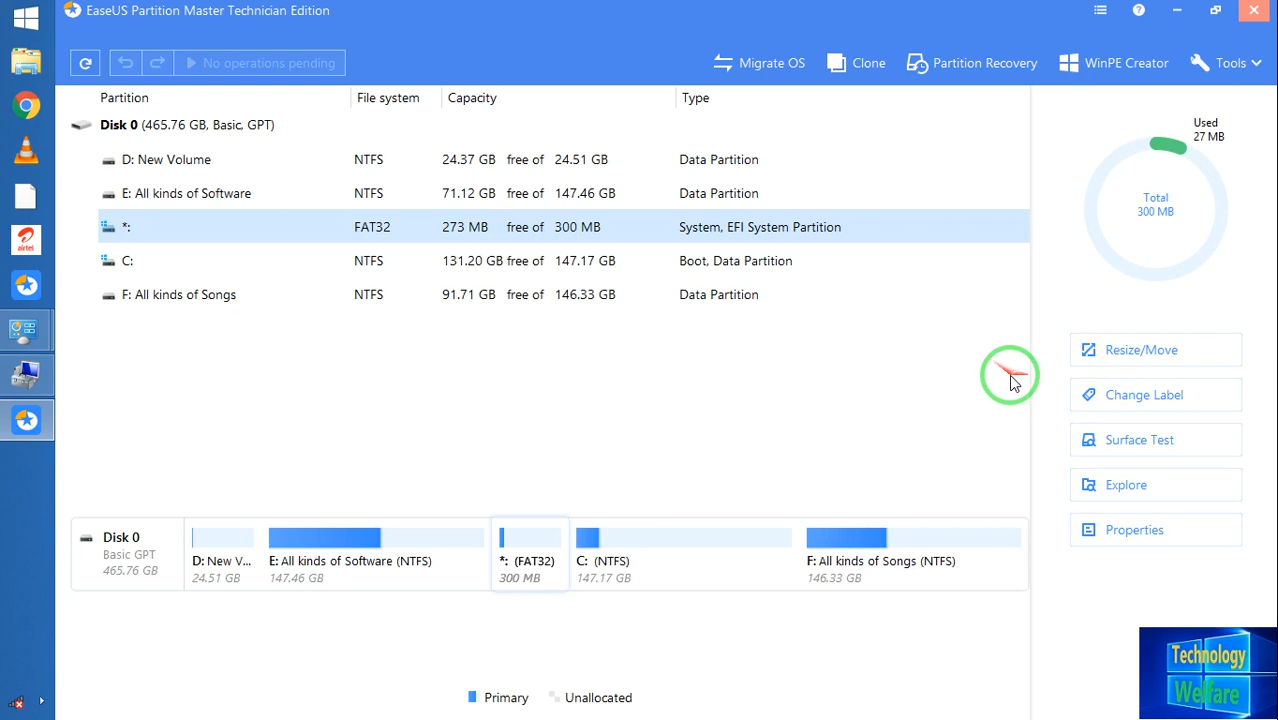 EaseUS Partition Master Technician Edition
No operations pending
Migrate OS
Clone
Partition Recovery
WinPE Creator
Tools
Partition File system Capacity Type
Disk 0 (465.76 GB, Basic, GPT)
D: New Volume NTFS 24.37 GB free of 24.51 GB Data Partition
E: All kinds of Software NTFS 71.12 GB free of 147.46 GB Data Partition
*: FAT32 273 MB free of 300 MB System, EFI System Partition
C: NTFS 131.20 GB free of 147.17 GB Boot, Data Partition
F: All kinds of Songs NTFS 91.71 GB free of 146.33 GB Data Partition
Used
27 MB
Total
300 MB
Resize/Move
Change Label
Surface Test
Explore
Properties
airtel
Disk 0
Basic GPT
465.76 GB
D: New V...
24.51 GB
E: All kinds of Software (NTFS)
147.46 GB
*: (FAT32)
300 MB
C: (NTFS)
147.17 GB
F: All kinds of Songs (NTFS)
146.33 GB
Primary
Unallocated
Technology
Welfare